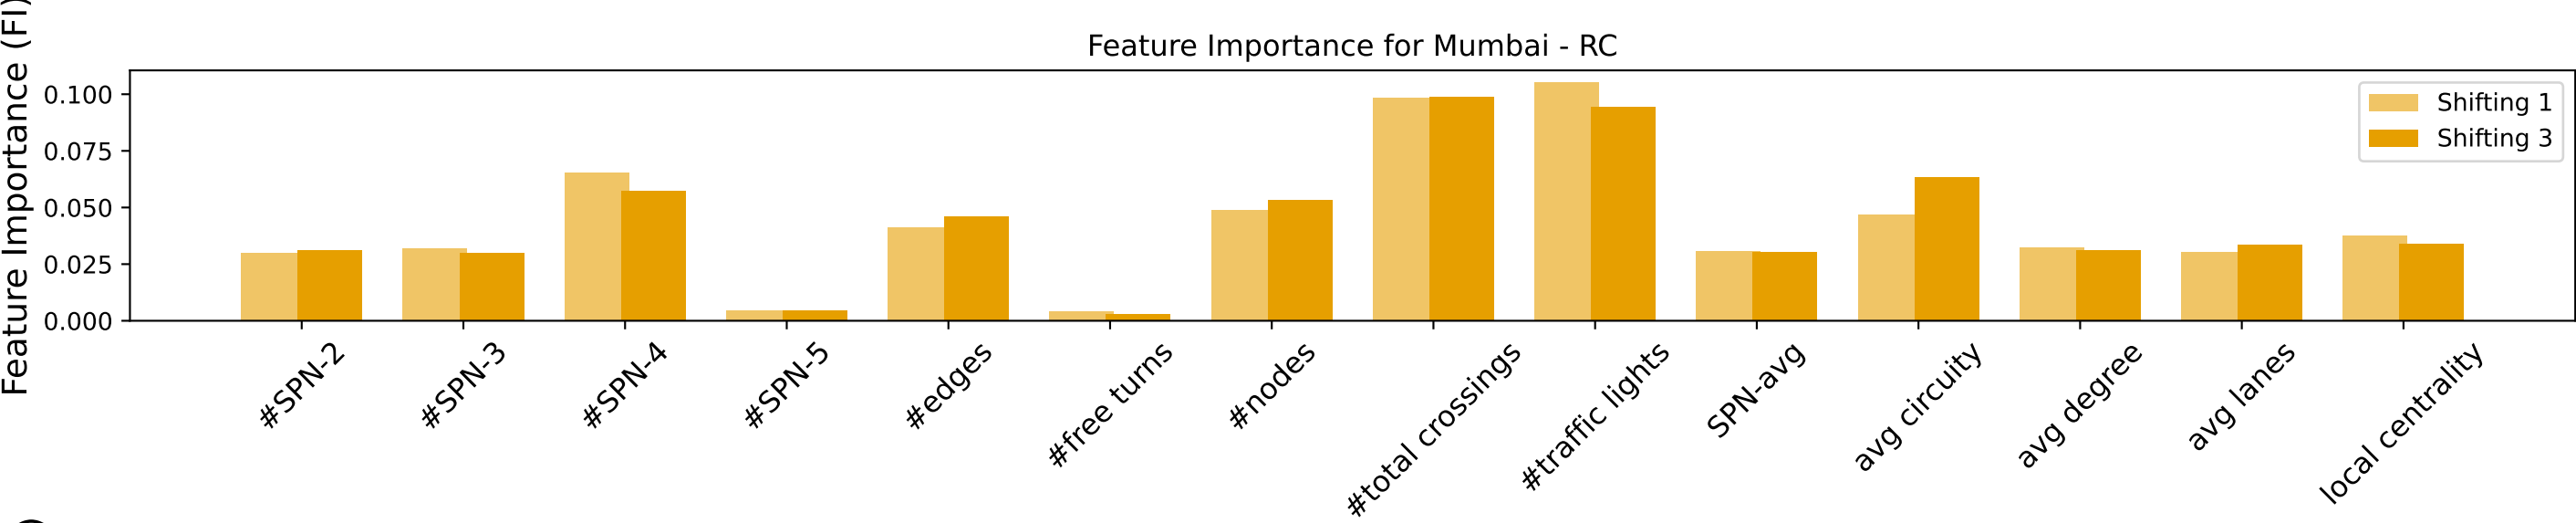 Feature Importance for Mumbai - RC
Feature Importance (FI)
0.100
0.075
0.050
0.025
0.000
Shifting 1
Shifting 3
#SPN-2
#SPN-3
#SPN-4
#SPN-5
#edges
#free turns
#nodes
#total crossings
#traffic lights
SPN-avg
avg circuity
avg degree
avg lanes
local centrality